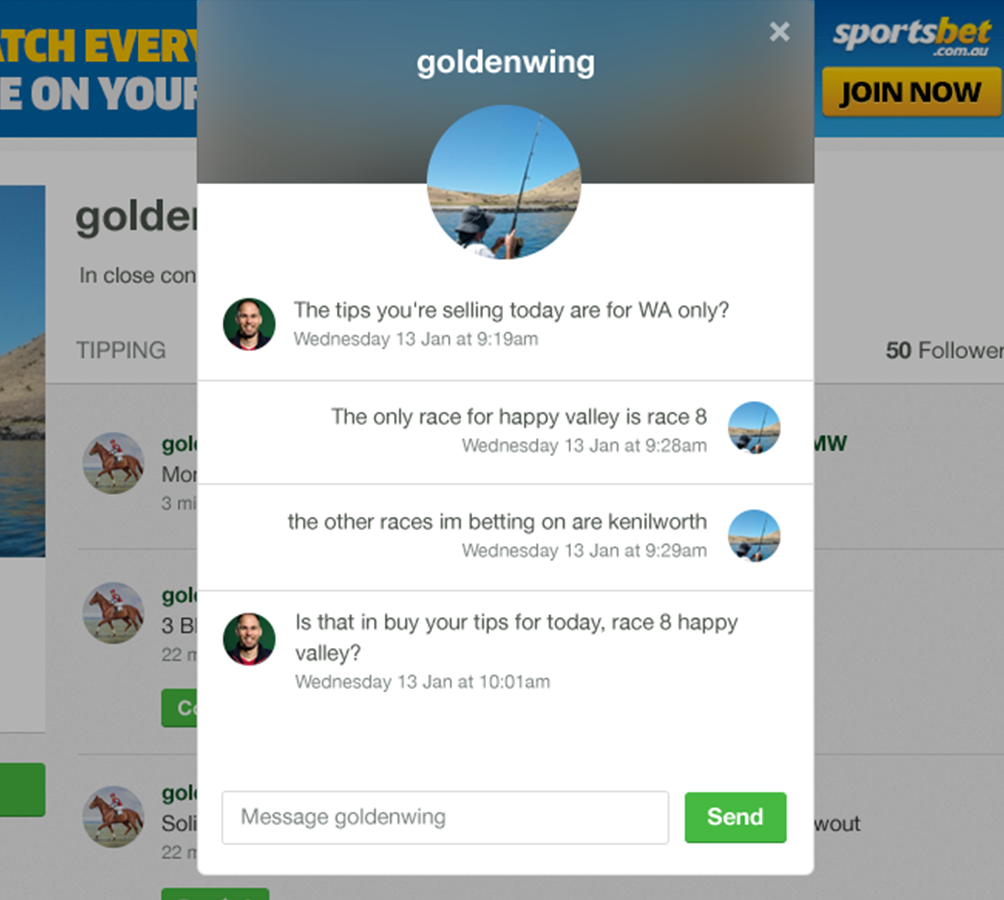 TCH EVERY
E ON YOUR
sportsbet
.com.au
JOIN NOW
goldenwing
golden
In close con
TIPPING
50 Follower
The tips you're selling today are for WA only?
Wednesday 13 Jan at 9:19am
The only race for happy valley is race 8
Wednesday 13 Jan at 9:28am
the other races im betting on are kenilworth
Wednesday 13 Jan at 9:29am
Is that in buy your tips for today, race 8 happy
valley?
Wednesday 13 Jan at 10:01am
Message goldenwing
Send
gol
MW
Mor
3 mi
gol
3 Bl
22 m
Co
gol
Soli
wout
22 m